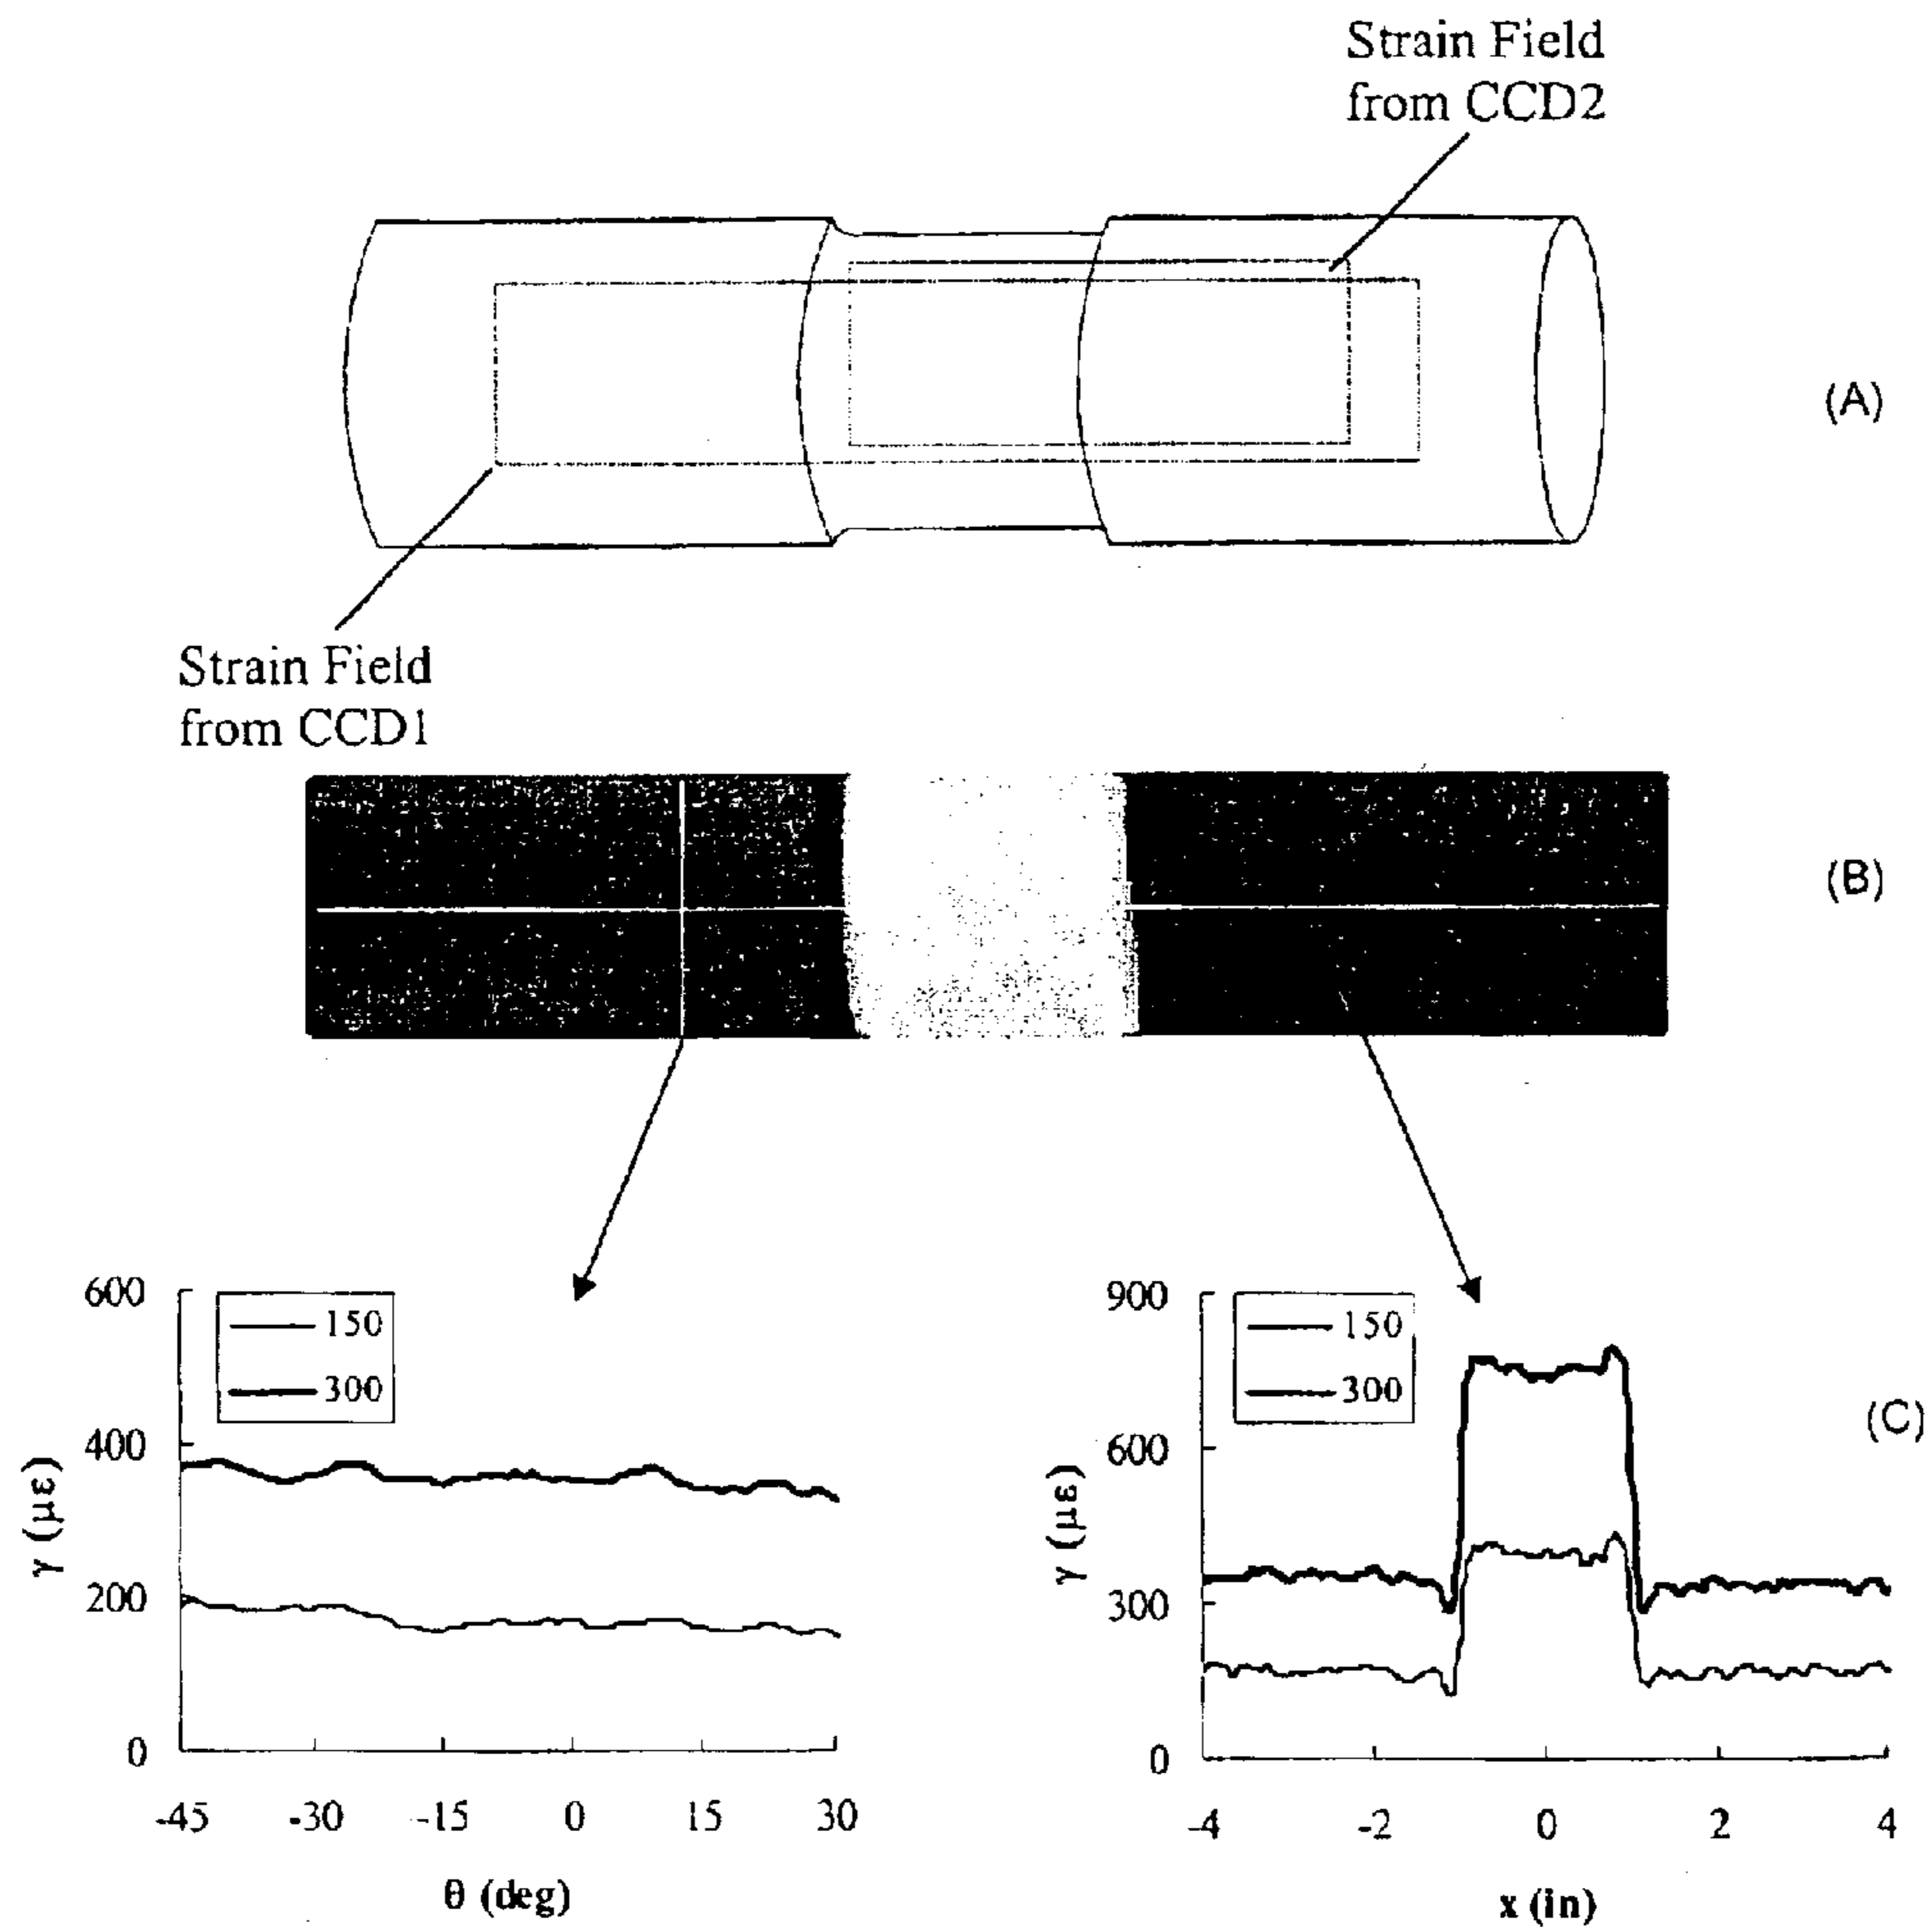 Strain Field
from CCD2
(A)
Strain Field
from CCD1
(B)
600
400
200
0
150
300
γ (με)
-45
-30
-15
0
15
30
θ (deg)
900
600
300
0
150
300
γ (με)
(C)
-4
-2
0
2
4
x (in)